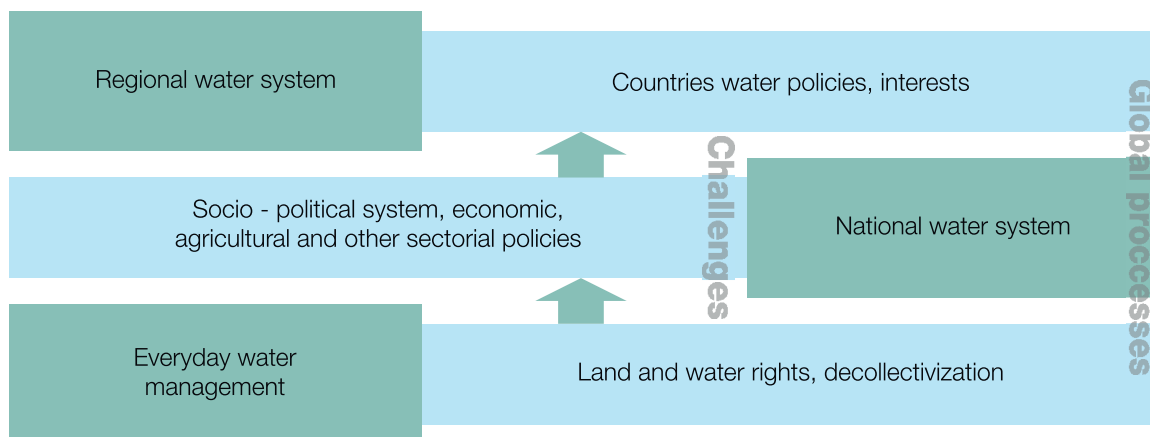 Regional water system
Countries water policies, interests
Global proccesses
Challenges
Socio - political system, economic,
agricultural and other sectorial policies
National water system
Everyday water
management
Land and water rights, decollectivization